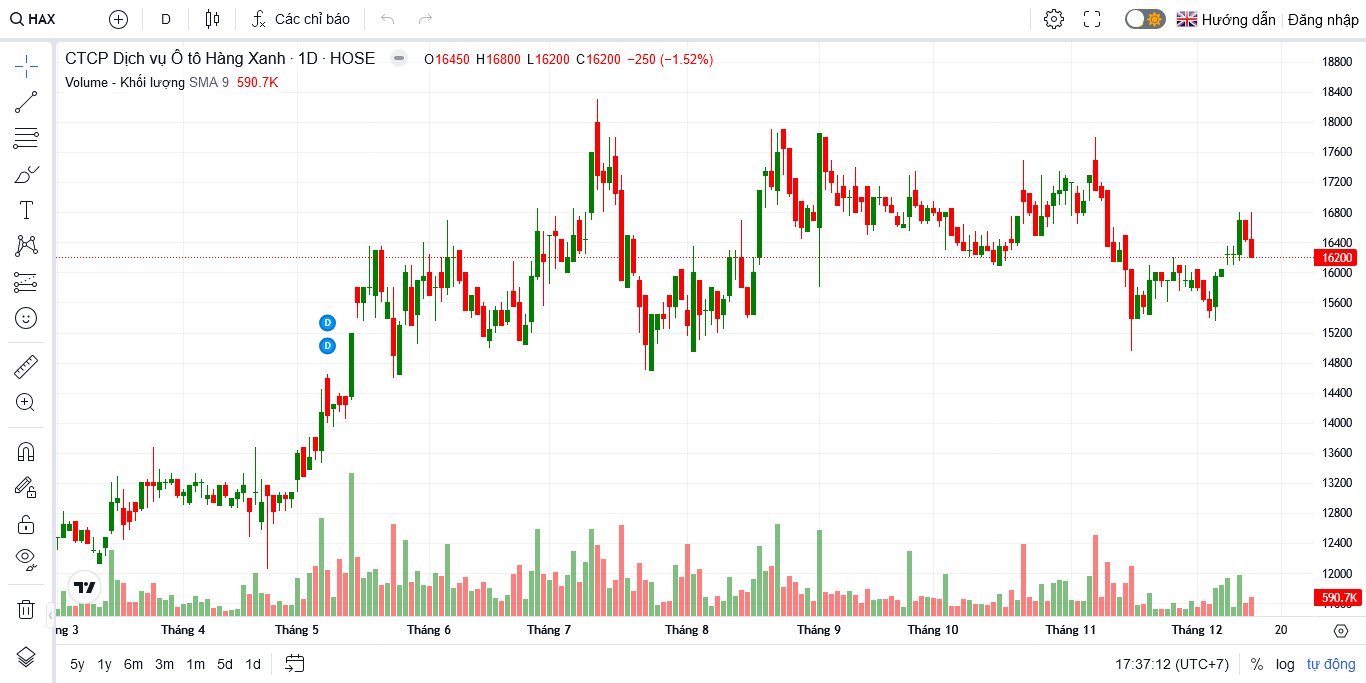 HAX D Các chỉ báo Hướng dẫn Đăng nhập
CTCP Dịch vụ Ô tô Hàng Xanh · 1D · HOSE O16450 H16800 L16200 C16200 −250 (−1.52%)
Volume - Khối lượng SMA 9 590.7K
18800
18400
18000
17600
17200
16800
16400
16200
16000
15600
15200
14800
14400
14000
13600
13200
12800
12400
12000
590.7K
D
D
ng 3 Tháng 4 Tháng 5 Tháng 6 Tháng 7 Tháng 8 Tháng 9 Tháng 10 Tháng 11 Tháng 12 20
5y 1y 6m 3m 1m 5d 1d 17:37:12 (UTC+7) % log tự động